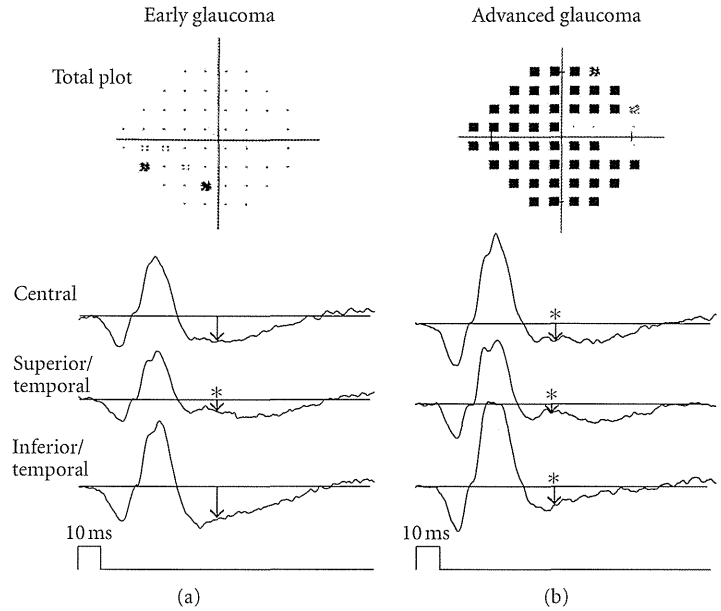 Early glaucoma
Advanced glaucoma
Total plot
Central
*
Superior/
temporal
*
*
Inferior/
temporal
*
10 ms
10 ms
(a)
(b)